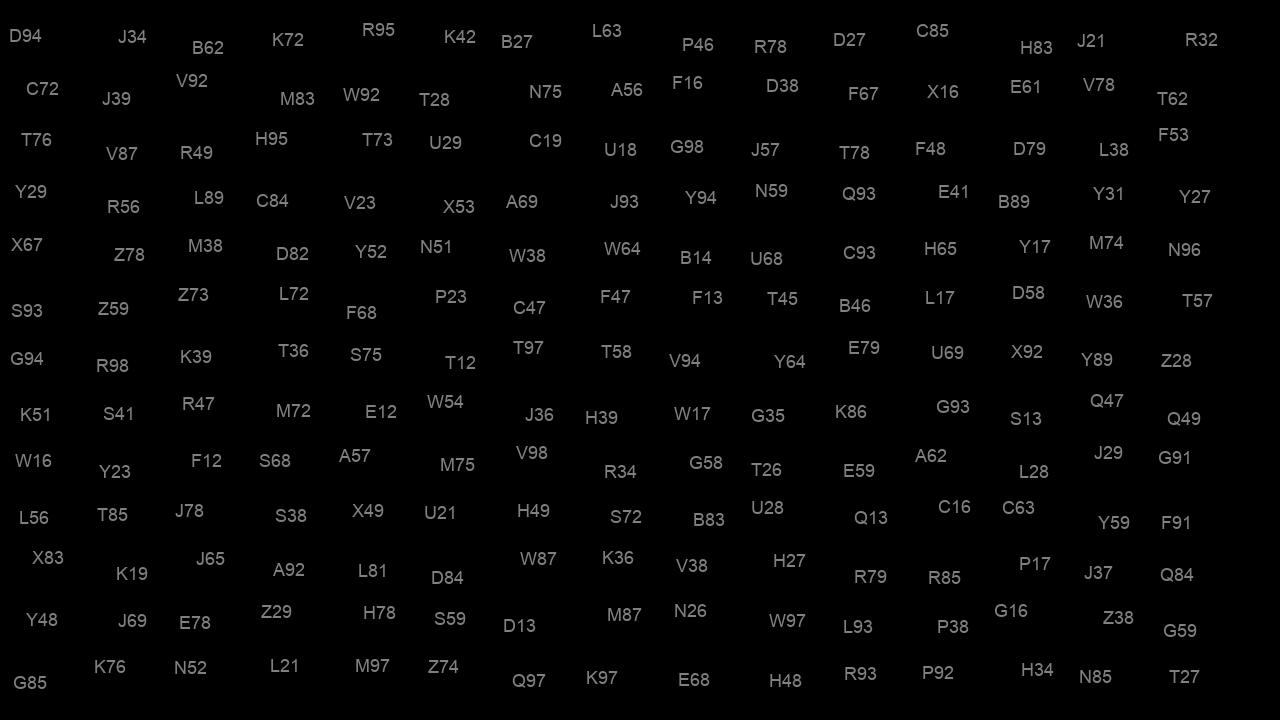 D94 J34 B62 K72 R95 K42 B27 L63 P46 R78 D27 C85 H83 J21 R32
C72 J39 V92 M83 W92 T28 N75 A56 F16 D38 F67 X16 E61 V78 T62
T76 V87 R49 H95 T73 U29 C19 U18 G98 J57 T78 F48 D79 L38 F53
Y29 R56 L89 C84 V23 X53 A69 J93 Y94 N59 Q93 E41 B89 Y31 Y27
X67 Z78 M38 D82 Y52 N51 W38 W64 B14 U68 C93 H65 Y17 M74 N96
S93 Z59 Z73 L72 F68 P23 C47 F47 F13 T45 B46 L17 D58 W36 T57
G94 R98 K39 T36 S75 T12 T97 T58 V94 Y64 E79 U69 X92 Y89 Z28
K51 S41 R47 M72 E12 W54 J36 H39 W17 G35 K86 G93 S13 Q47 Q49
W16 Y23 F12 S68 A57 M75 V98 R34 G58 T26 E59 A62 L28 J29 G91
L56 T85 J78 S38 X49 U21 H49 S72 B83 U28 Q13 C16 C63 Y59 F91
X83 K19 J65 A92 L81 D84 W87 K36 V38 H27 R79 R85 P17 J37 Q84
Y48 J69 E78 Z29 H78 S59 D13 M87 N26 W97 L93 P38 G16 Z38 G59
G85 K76 N52 L21 M97 Z74 Q97 K97 E68 H48 R93 P92 H34 N85 T27